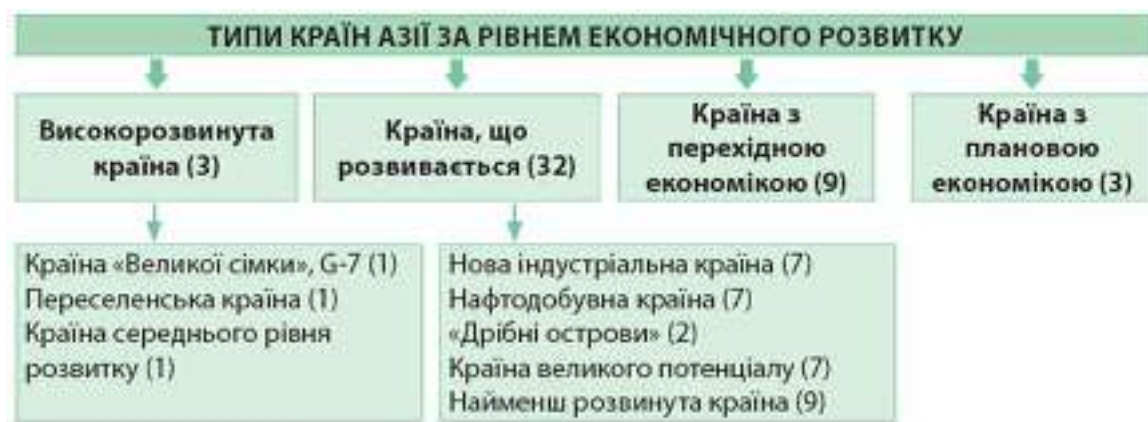 ТИПИ КРАЇН АЗІЇ ЗА РІВНЕМ ЕКОНОМІЧНОГО РОЗВИТКУ
Високорозвинута
країна (3)
Країна, що
розвивається (32)
Країна з
перехідною
економікою (9)
Країна з
плановою
економікою (3)
Країна «Великої сімки», G-7 (1)
Переселенська країна (1)
Країна середнього рівня
розвитку (1)
Нова індустріальна країна (7)
Нафтодобувна країна (7)
«Дрібні острови» (2)
Країна великого потенціалу (7)
Найменш розвинута країна (9)